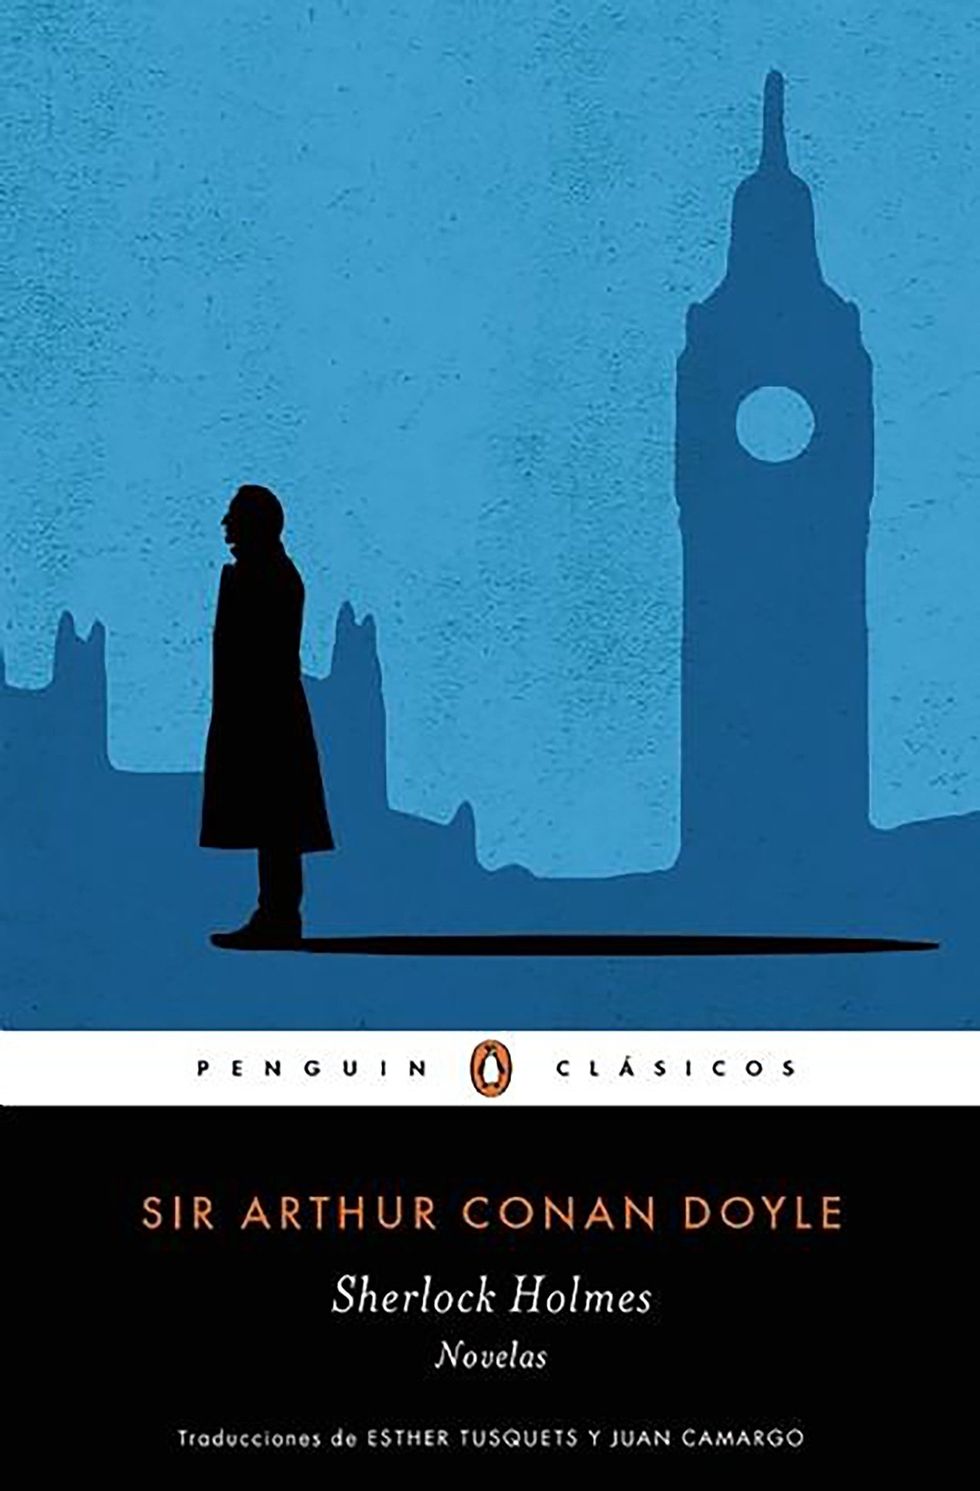 PENGUIN CLÁSICOS
SIR ARTHUR CONAN DOYLE
Sherlock Holmes
Novelas
Traducciones de ESTHER TUSQUETS Y JUAN CAMARGO